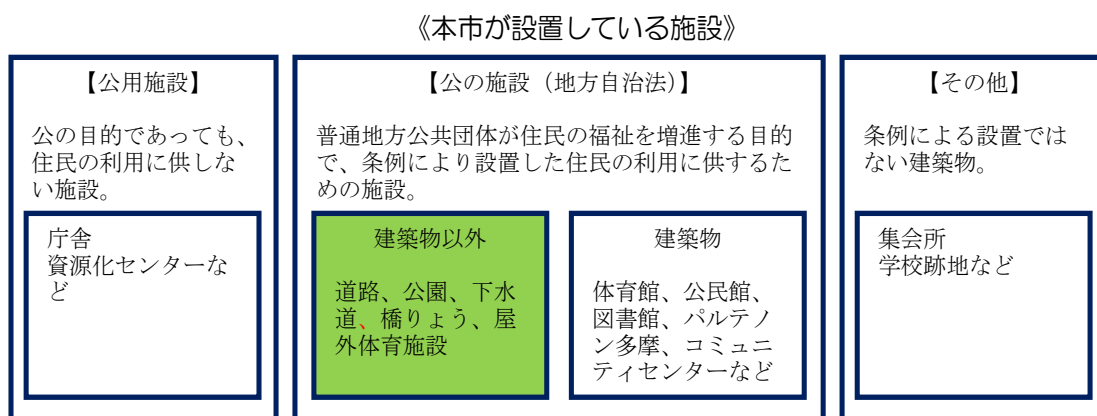 《本市が設置している施設》
【公用施設】
公の目的であっても、
住民の利用に供しな
い施設。
庁舎
資源化センターな
ど
【公の施設（地方自治法）】
普通地方公共団体が住民の福祉を増進する目的
で、条例により設置した住民の利用に供するた
めの施設。
建築物以外
道路、公園、下水
道、橋りょう、屋
外体育施設
建築物
体育館、公民館、
図書館、パルテノ
ン多摩、コミュニ
ティセンターなど
【その他】
条例による設置では
ない建築物。
集会所
学校跡地など